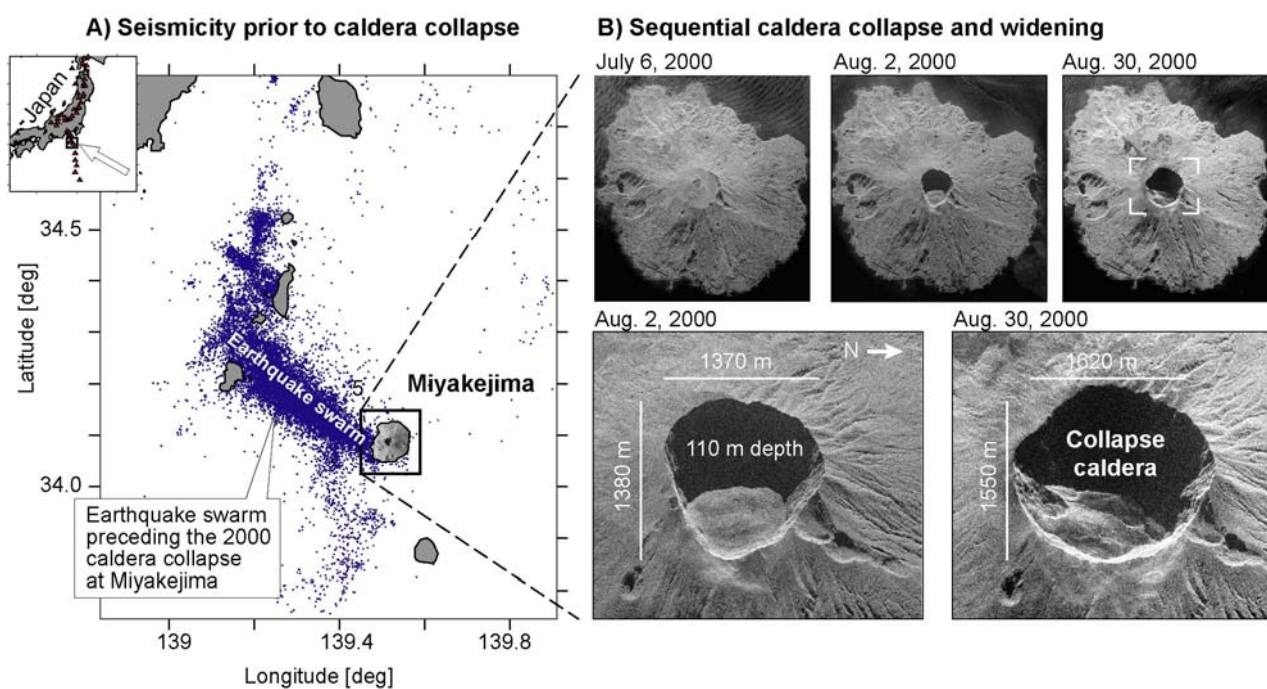 A) Seismicity prior to caldera collapse
Japan
34.5
34.0
Latitude [deg]
139
139.4
139.8
Longitude [deg]
Earthquake swarm
5
Miyakejima
Earthquake swarm
preceding the 2000
caldera collapse
at Miyakejima
B) Sequential caldera collapse and widening
July 6, 2000
Aug. 2, 2000
Aug. 30, 2000
Aug. 2, 2000
1370 m
N
1380 m
110 m depth
Aug. 30, 2000
1620 m
1550 m
Collapse
caldera